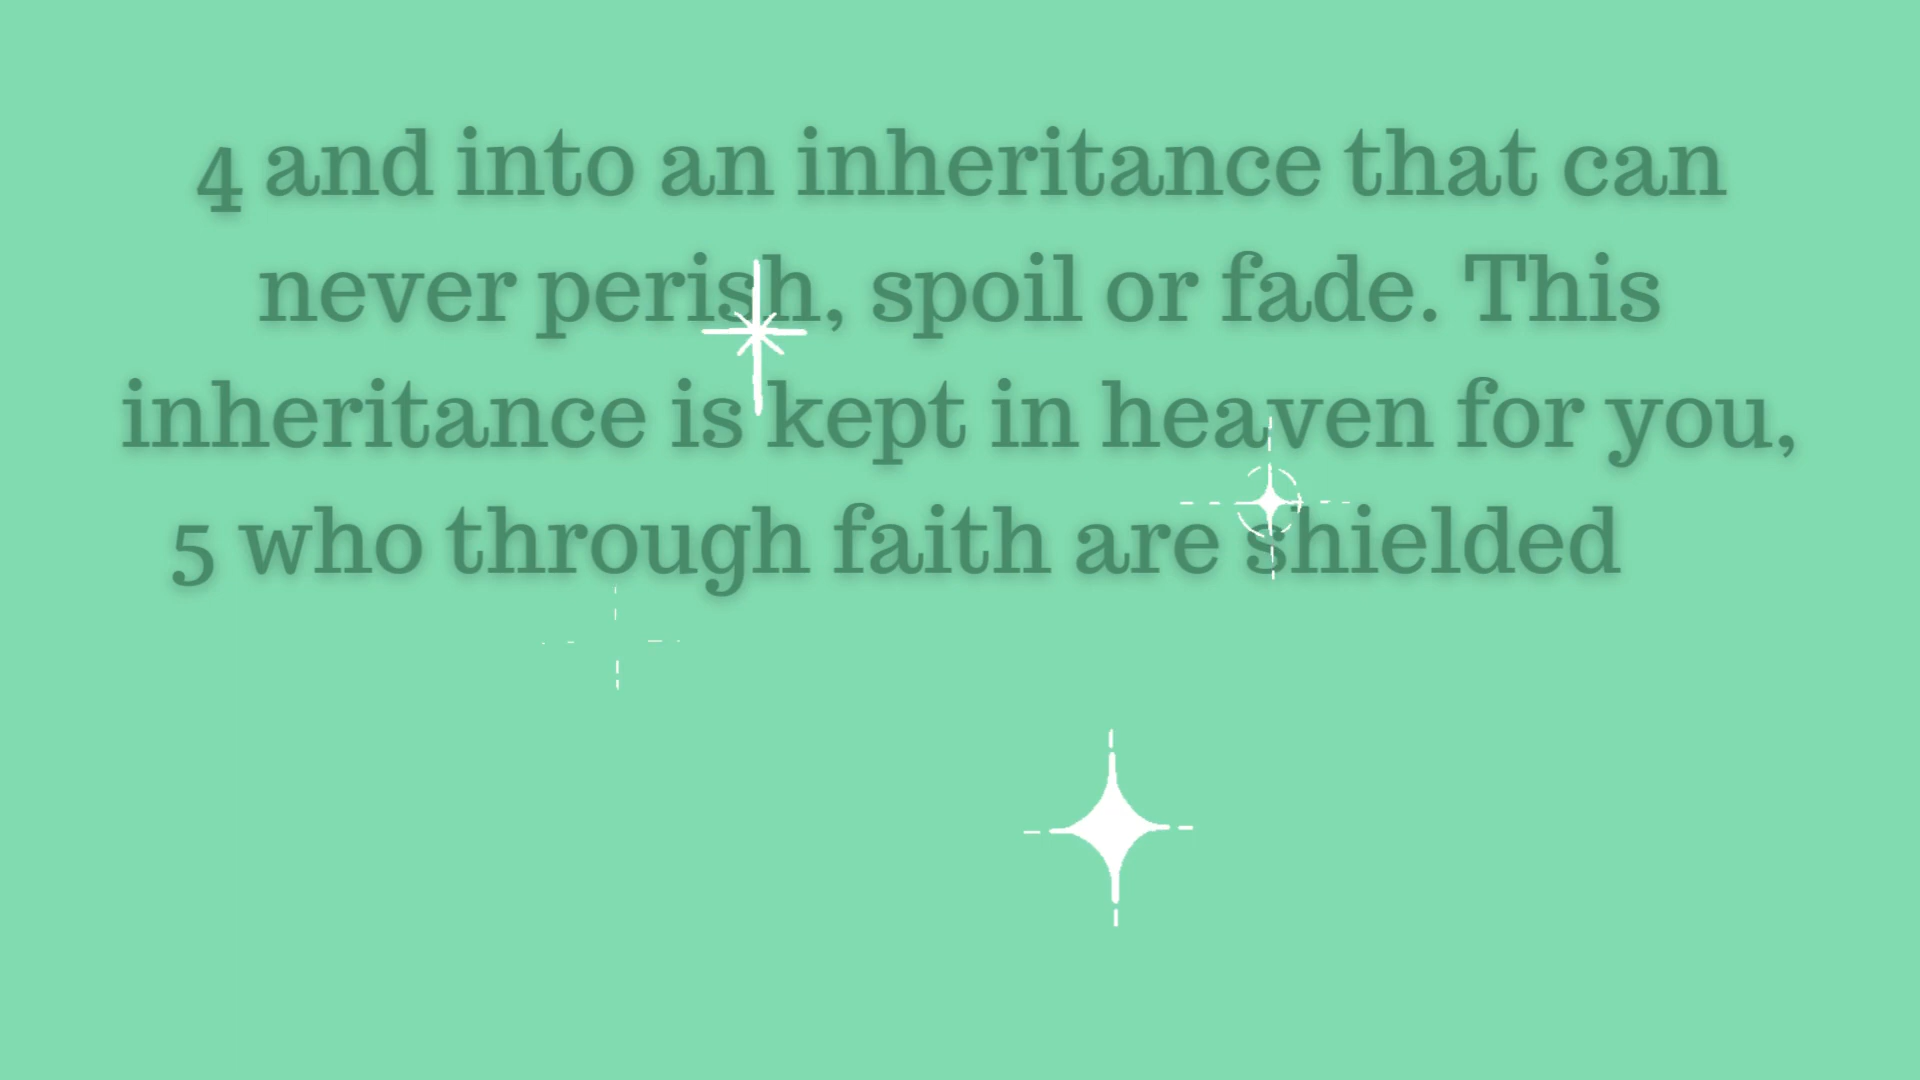 4 and into an inheritance that can
never perish, spoil or fade. This
inheritance is kept in heaven for you,
5 who through faith are shielded